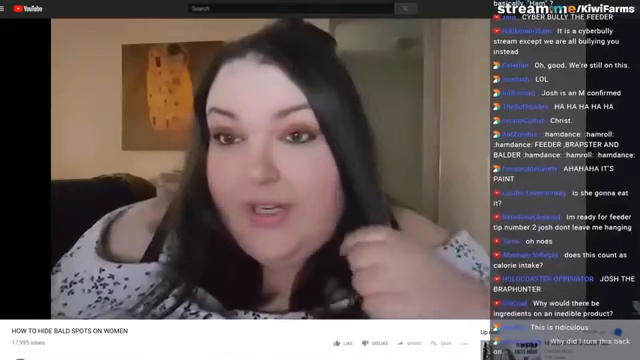 YouTube
Search
stream.me/KiwiFarms
basically, 'Ham' ?
CYBER BULLY THE FEEDER
It is a cyberbully
stream except we are all bullying you
instead
Oh, good. We're still on this.
LOL
Josh is an M confirmed
HA HA HA HA HA
Christ.
:hamdance: :hamroll:
:hamdance: FEEDER ,BRAPSTER AND
BALDER :hamdance: :hamroll: :hamdance:
AHAHAHA IT'S
PAINT
is she gonna eat
it?
Im ready for feeder
tip number 2 josh dont leave me hanging
oh noes
does this count as
calorie intake?
JOSH THE
BRAPHUNTER
Why would there be
ingredients on an inedible product?
This is ridiculous
Why did I turn this back
on
HOW TO HIDE BALD SPOTS ON WOMEN
17,995 views
LIKE
DISLIKE
SHARE
Up next